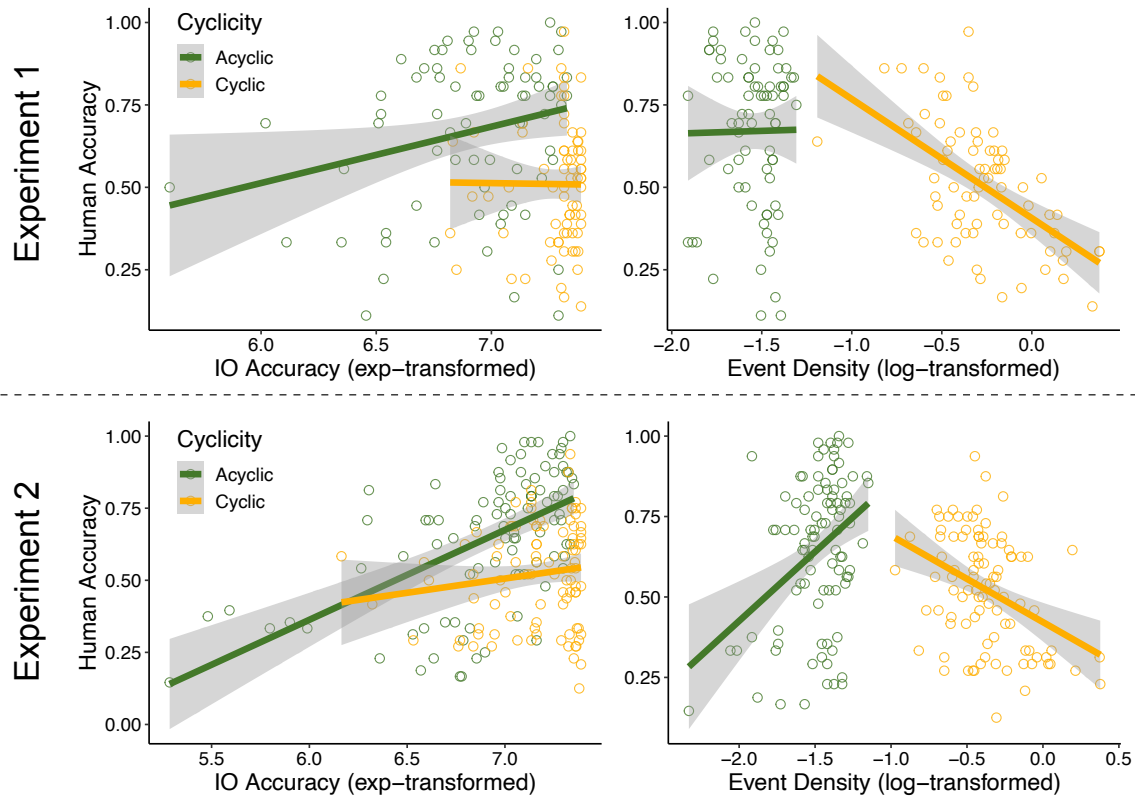 Experiment 1
Human Accuracy
Cyclicity
Acyclic
Cyclic
1.00
0.75
0.50
0.25
6.0 6.5 7.0
IO Accuracy (exp−transformed)
1.00
0.75
0.50
0.25
−2.0 −1.5 −1.0 −0.5 0.0
Event Density (log−transformed)
Experiment 2
Human Accuracy
Cyclicity
Acyclic
Cyclic
1.00
0.75
0.50
0.25
0.00
5.5 6.0 6.5 7.0
IO Accuracy (exp−transformed)
1.00
0.75
0.50
0.25
−2.0 −1.5 −1.0 −0.5 0.0 0.5
Event Density (log−transformed)